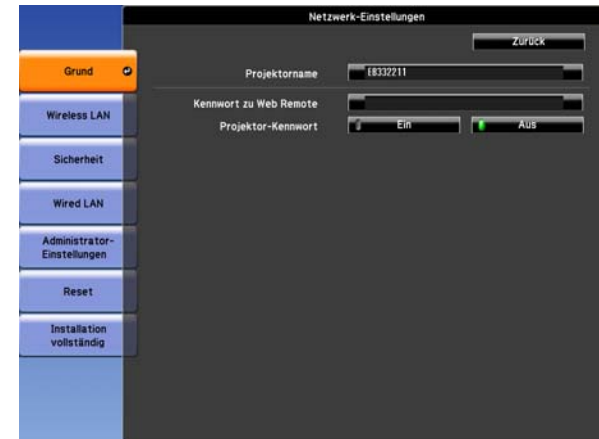 Netzwerk-Einstellungen
Zurück
Grund
Wireless LAN
Sicherheit
Wired LAN
Administrator-
Einstellungen
Reset
Installation
vollständig
Projektorname
EB332211
Kennwort zu Web Remote
Projektor-Kennwort
Ein
Aus